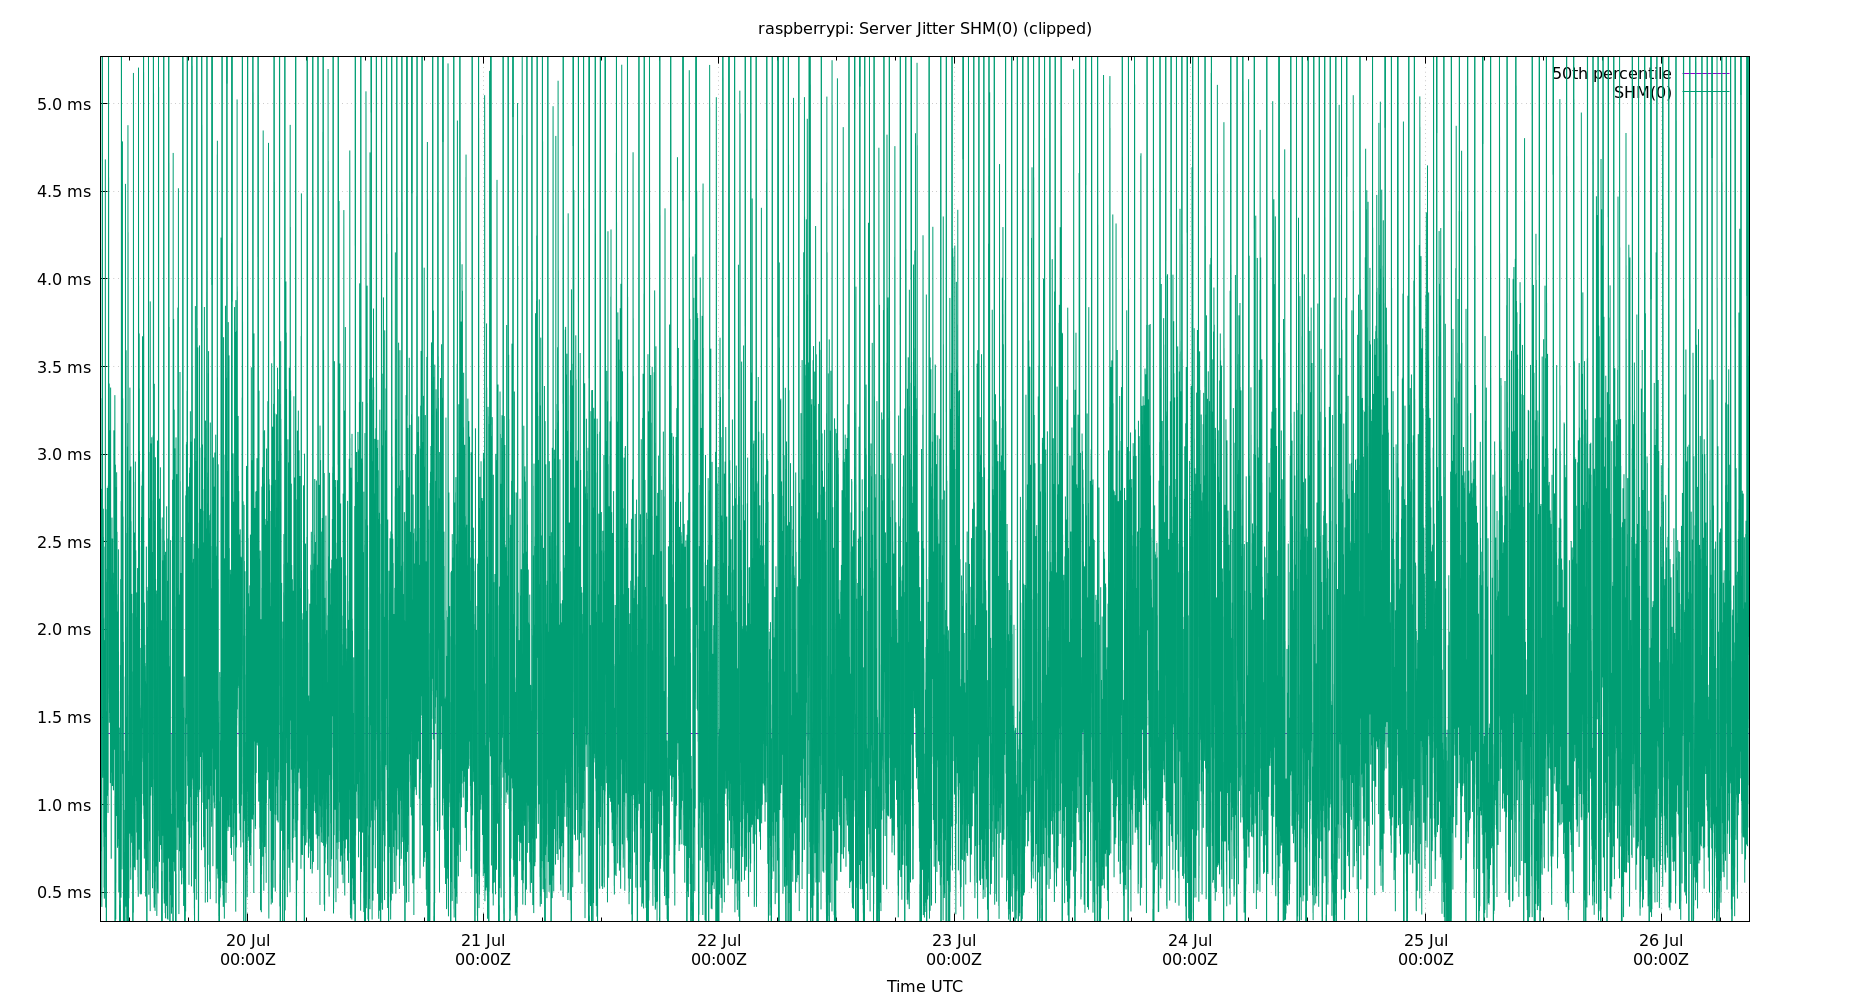 raspberrypi: Server Jitter SHM(0) (clipped)
50th percentile
SHM(0)
5.0 ms
4.5 ms
4.0 ms
3.5 ms
3.0 ms
2.5 ms
2.0 ms
1.5 ms
1.0 ms
0.5 ms
20 Jul 21 Jul 22 Jul 23 Jul 24 Jul 25 Jul 26 Jul
00:00Z 00:00Z 00:00Z 00:00Z 00:00Z 00:00Z 00:00Z
Time UTC